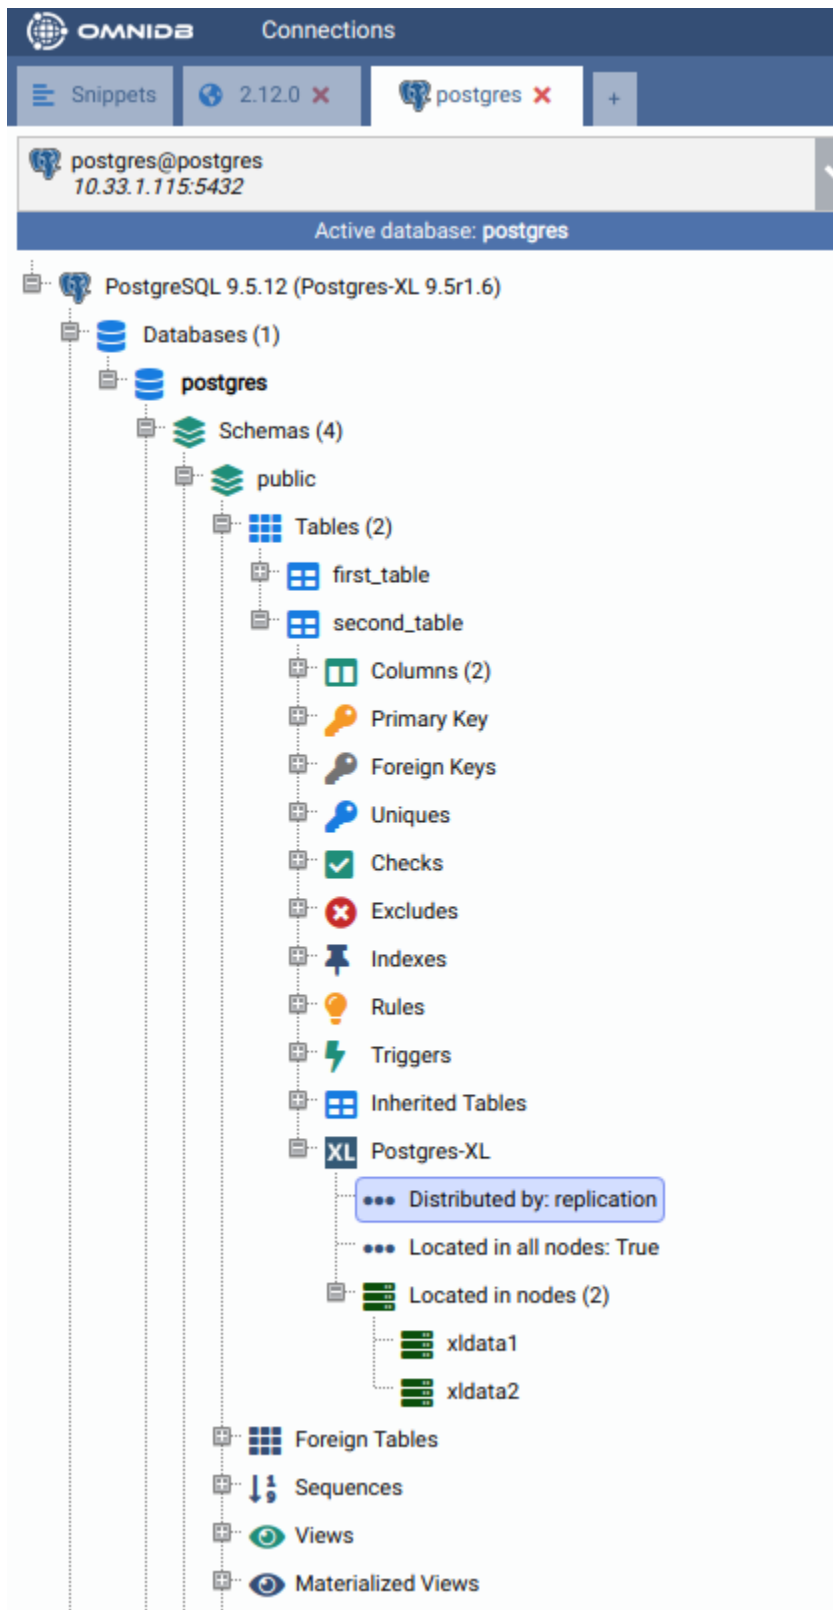 OMNIDB Connections
Snippets 2.12.0 postgres +
postgres@postgres
10.33.1.115:5432
Active database: postgres
PostgreSQL 9.5.12 (Postgres-XL 9.5r1.6)
Databases (1)
postgres
Schemas (4)
public
Tables (2)
first_table
second_table
Columns (2)
Primary Key
Foreign Keys
Uniques
Checks
Excludes
Indexes
Rules
Triggers
Inherited Tables
XL Postgres-XL
Distributed by: replication
Located in all nodes: True
Located in nodes (2)
xldata1
xldata2
Foreign Tables
Sequences
Views
Materialized Views